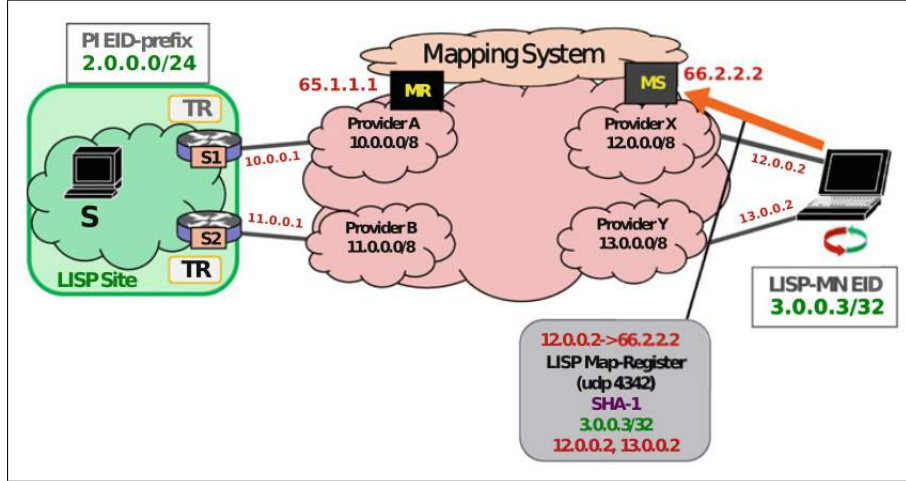 PI EID-prefix
2.0.0.0/24
Mapping System
65.1.1.1
MR
MS
66.2.2.2
TR
S1
10.0.0.1
Provider A
10.0.0.0/8
Provider X
12.0.0.0/8
12.0.0.2
S
11.0.0.1
S2
Provider B
11.0.0.0/8
Provider Y
13.0.0.0/8
13.0.0.2
TR
LISP Site
LISP-MN EID
3.0.0.3/32
12.0.0.2->66.2.2.2
LISP Map-Register
(udp 4342)
SHA-1
3.0.0.3/32
12.0.0.2, 13.0.0.2